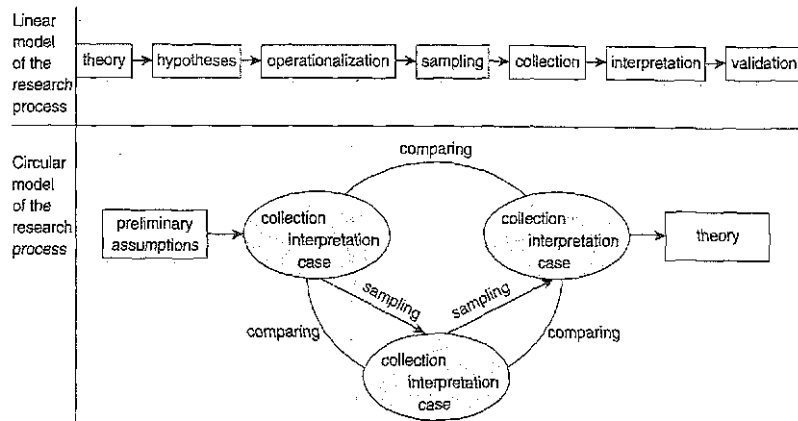 Linear
model
of the
research
process
theory
hypotheses
operationalization
sampling
collection
interpretation
validation
Circular
model
of the
research
process
preliminary
assumptions
collection
interpretation
case
comparing
collection
interpretation
case
theory
sampling
sampling
comparing
comparing
collection
interpretation
case